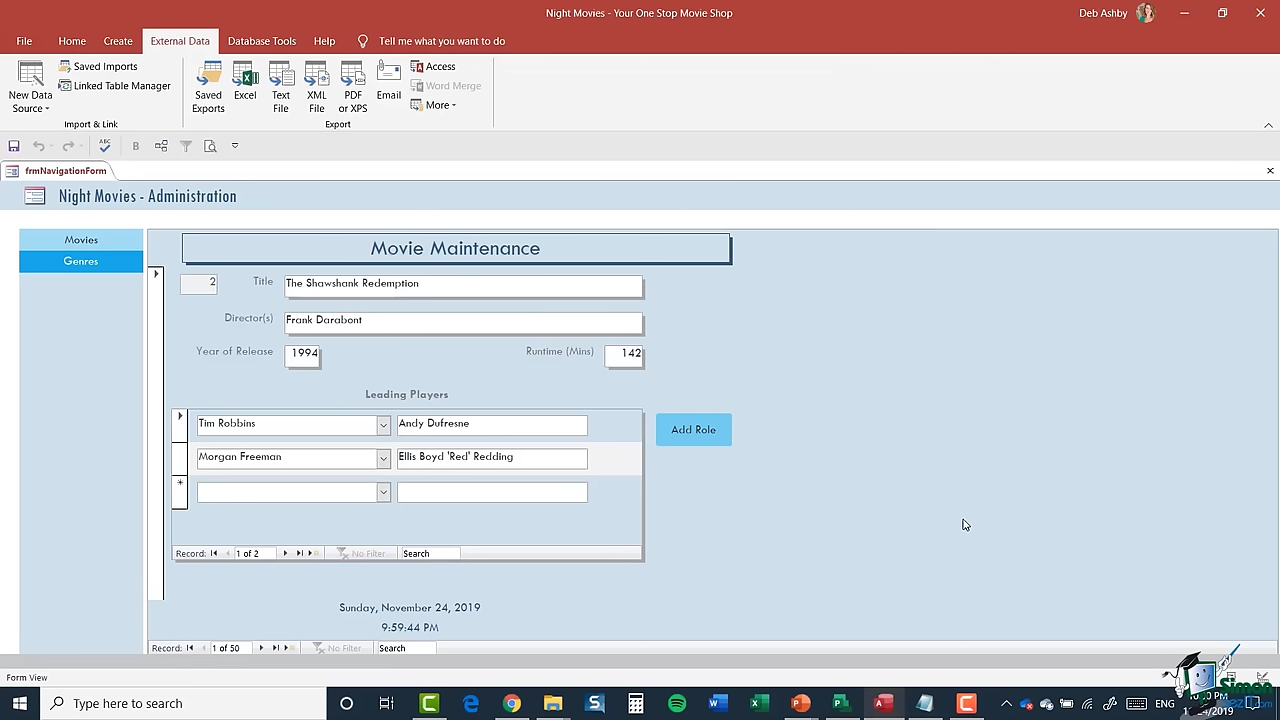 Night Movies - Your One Stop Movie Shop
Deb Ashby
File Home Create External Data Database Tools Help Tell me what you want to do
New Data Source
Saved Imports
Linked Table Manager
Saved Exports
Excel
Text File
XML File
PDF or XPS
Email
Access
Word Merge
More
Import & Link
Export
ABC
B
frmNavigationForm
Night Movies - Administration
Movies
Genres
Movie Maintenance
2 Title The Shawshank Redemption
Director(s) Frank Darabont
Year of Release 1994 Runtime (Mins) 142
Leading Players
Tim Robbins Andy Dufresne
Add Role
Morgan Freeman Ellis Boyd 'Red' Redding
Record: 1 of 2 No Filter Search
Sunday, November 24, 2019
9:59:44 PM
Record: 1 of 50 No Filter Search
Form View
Type here to search
ENG